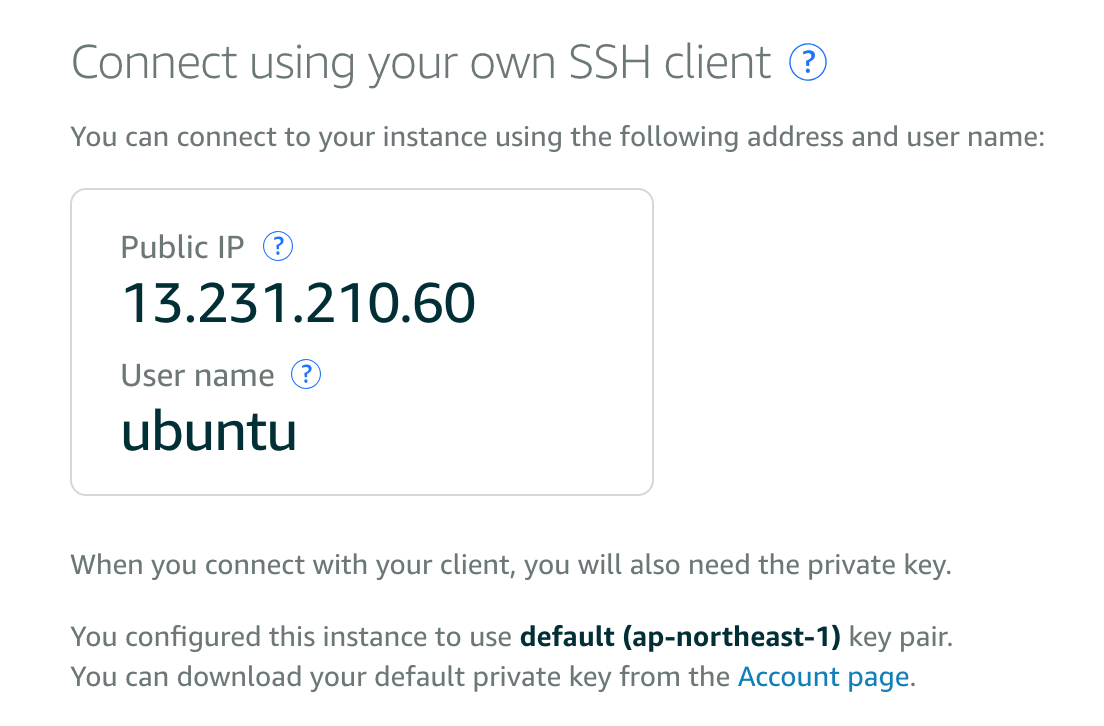 Connect using your own SSH client ?
You can connect to your instance using the following address and user name:
Public IP ?
13.231.210.60
User name ?
ubuntu
When you connect with your client, you will also need the private key.
You configured this instance to use default (ap-northeast-1) key pair.
You can download your default private key from the Account page.